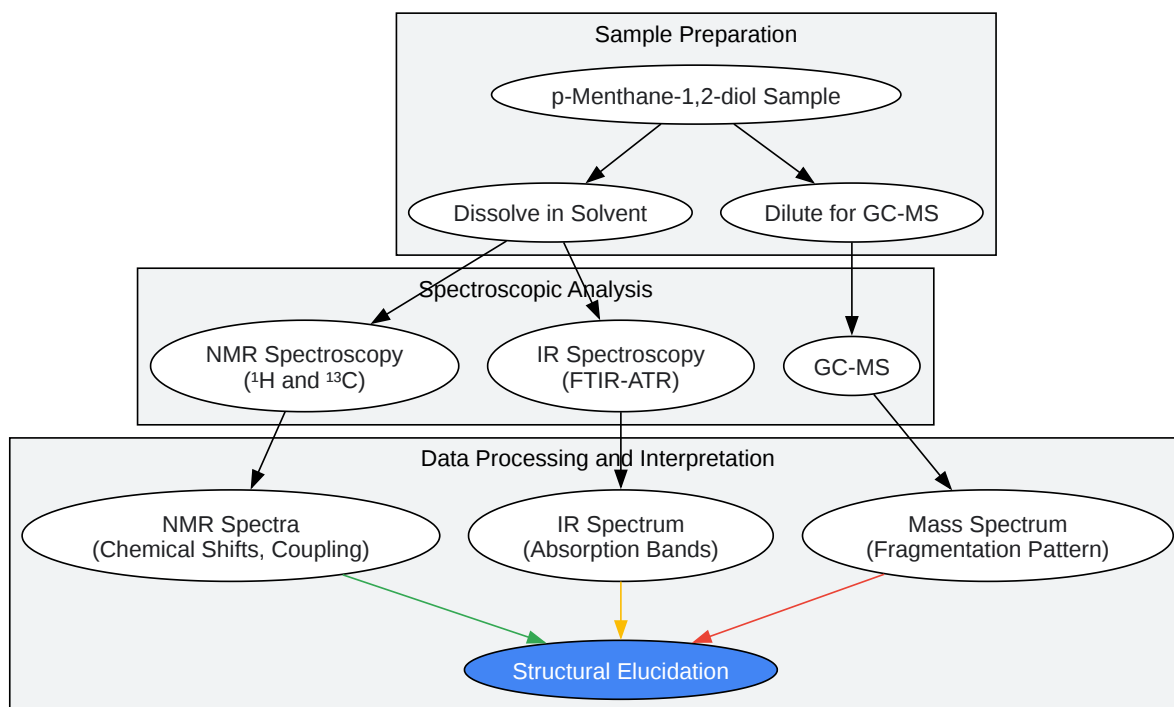 Sample Preparation
p-Menthane-1,2-diol Sample
Dissolve in Solvent
Dilute for GC-MS
Spectroscopic Analysis
NMR Spectroscopy
(¹H and ¹³C)
IR Spectroscopy
(FTIR-ATR)
GC-MS
Data Processing and Interpretation
NMR Spectra
(Chemical Shifts, Coupling)
IR Spectrum
(Absorption Bands)
Mass Spectrum
(Fragmentation Pattern)
Structural Elucidation